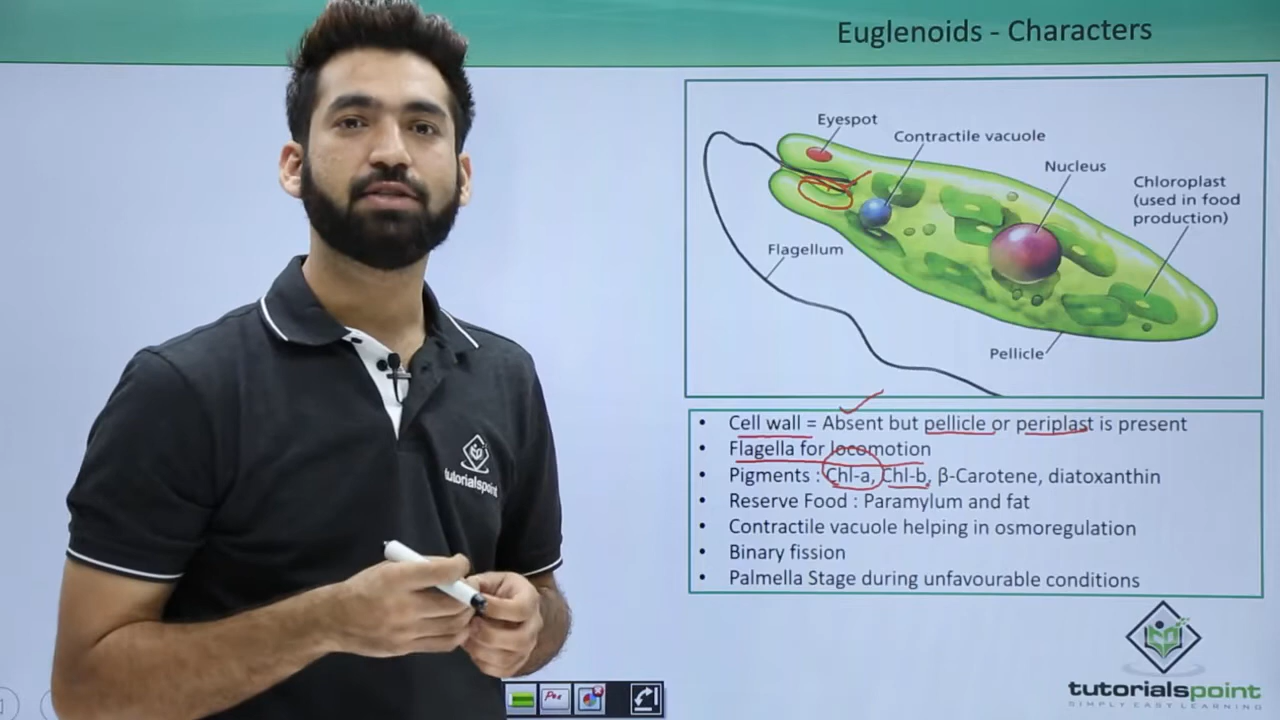 Euglenoids - Characters
Eyespot
Contractile vacuole
Nucleus
Chloroplast
(used in food
production)
Flagellum
Pellicle
• Cell wall = Absent but pellicle or periplast is present
• Flagella for locomotion
• Pigments : Chl-a, Chl-b, β-Carotene, diatoxanthin
• Reserve Food : Paramylum and fat
• Contractile vacuole helping in osmoregulation
• Binary fission
• Palmella Stage during unfavourable conditions
tutorialspoint
tutorialspoint
SIMPLY EASY LEARNING
Pen